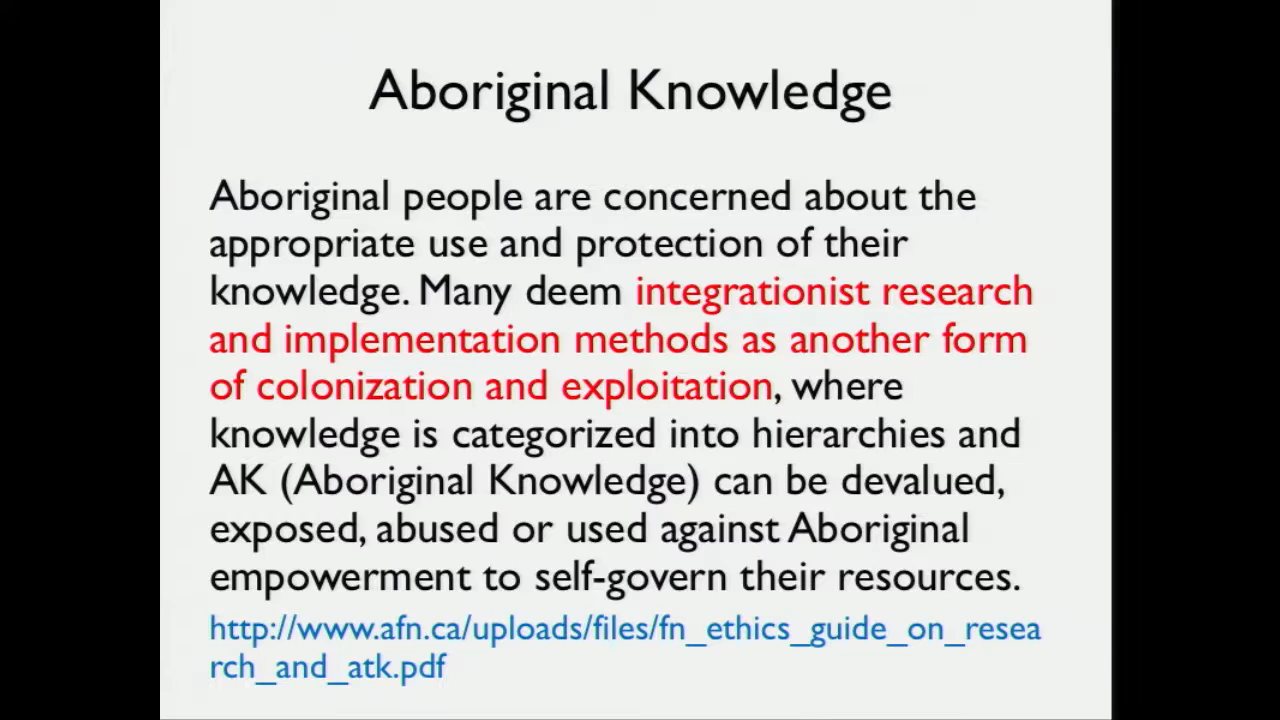 Aboriginal Knowledge
Aboriginal people are concerned about the
appropriate use and protection of their
knowledge. Many deem integrationist research
and implementation methods as another form
of colonization and exploitation, where
knowledge is categorized into hierarchies and
AK (Aboriginal Knowledge) can be devalued,
exposed, abused or used against Aboriginal
empowerment to self-govern their resources.
http://www.afn.ca/uploads/files/fn_ethics_guide_on_resea
rch_and_atk.pdf